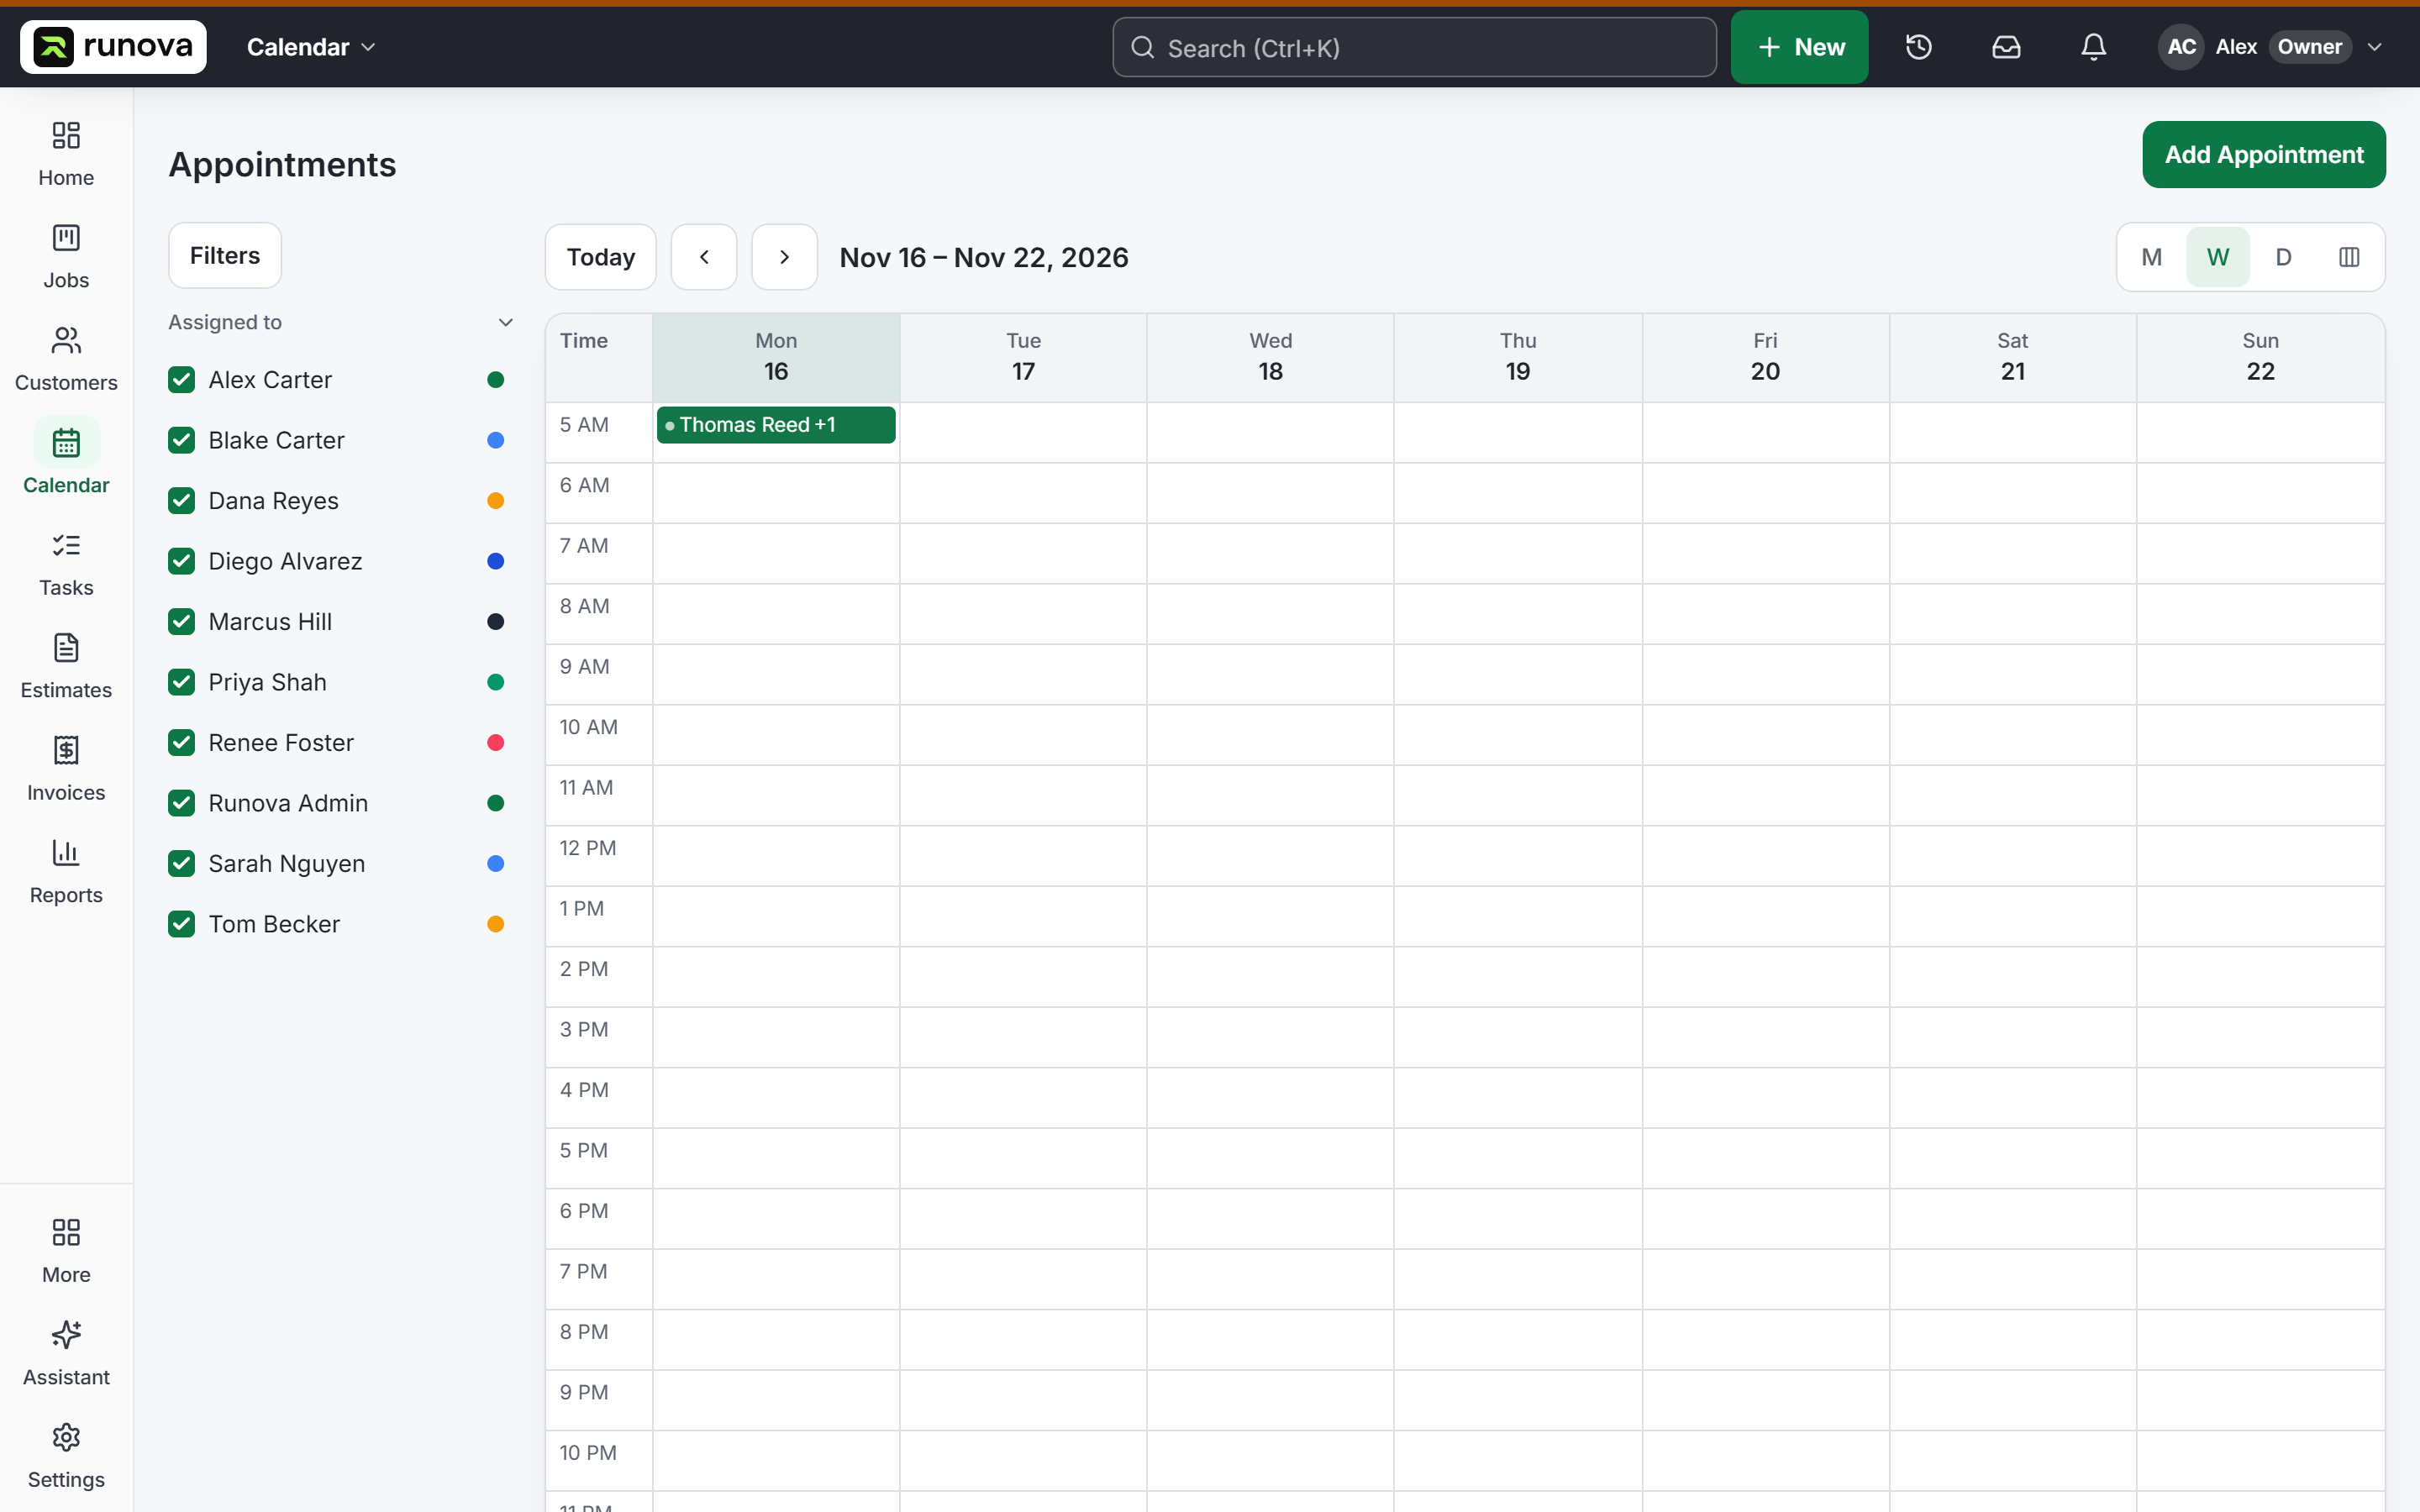 runova
Calendar
Search (Ctrl+K)
New
AC
Alex
Owner
Home
Jobs
Customers
Calendar
Tasks
Estimates
Invoices
Reports
More
Assistant
Settings
Appointments
Add Appointment
Filters
Assigned to
Alex Carter
Blake Carter
Dana Reyes
Diego Alvarez
Marcus Hill
Priya Shah
Renee Foster
Runova Admin
Sarah Nguyen
Tom Becker
Today
Nov 16 – Nov 22, 2026
M
W
D
Time
Mon
16
Tue
17
Wed
18
Thu
19
Fri
20
Sat
21
Sun
22
5 AM
Thomas Reed +1
6 AM
7 AM
8 AM
9 AM
10 AM
11 AM
12 PM
1 PM
2 PM
3 PM
4 PM
5 PM
6 PM
7 PM
8 PM
9 PM
10 PM
11 PM